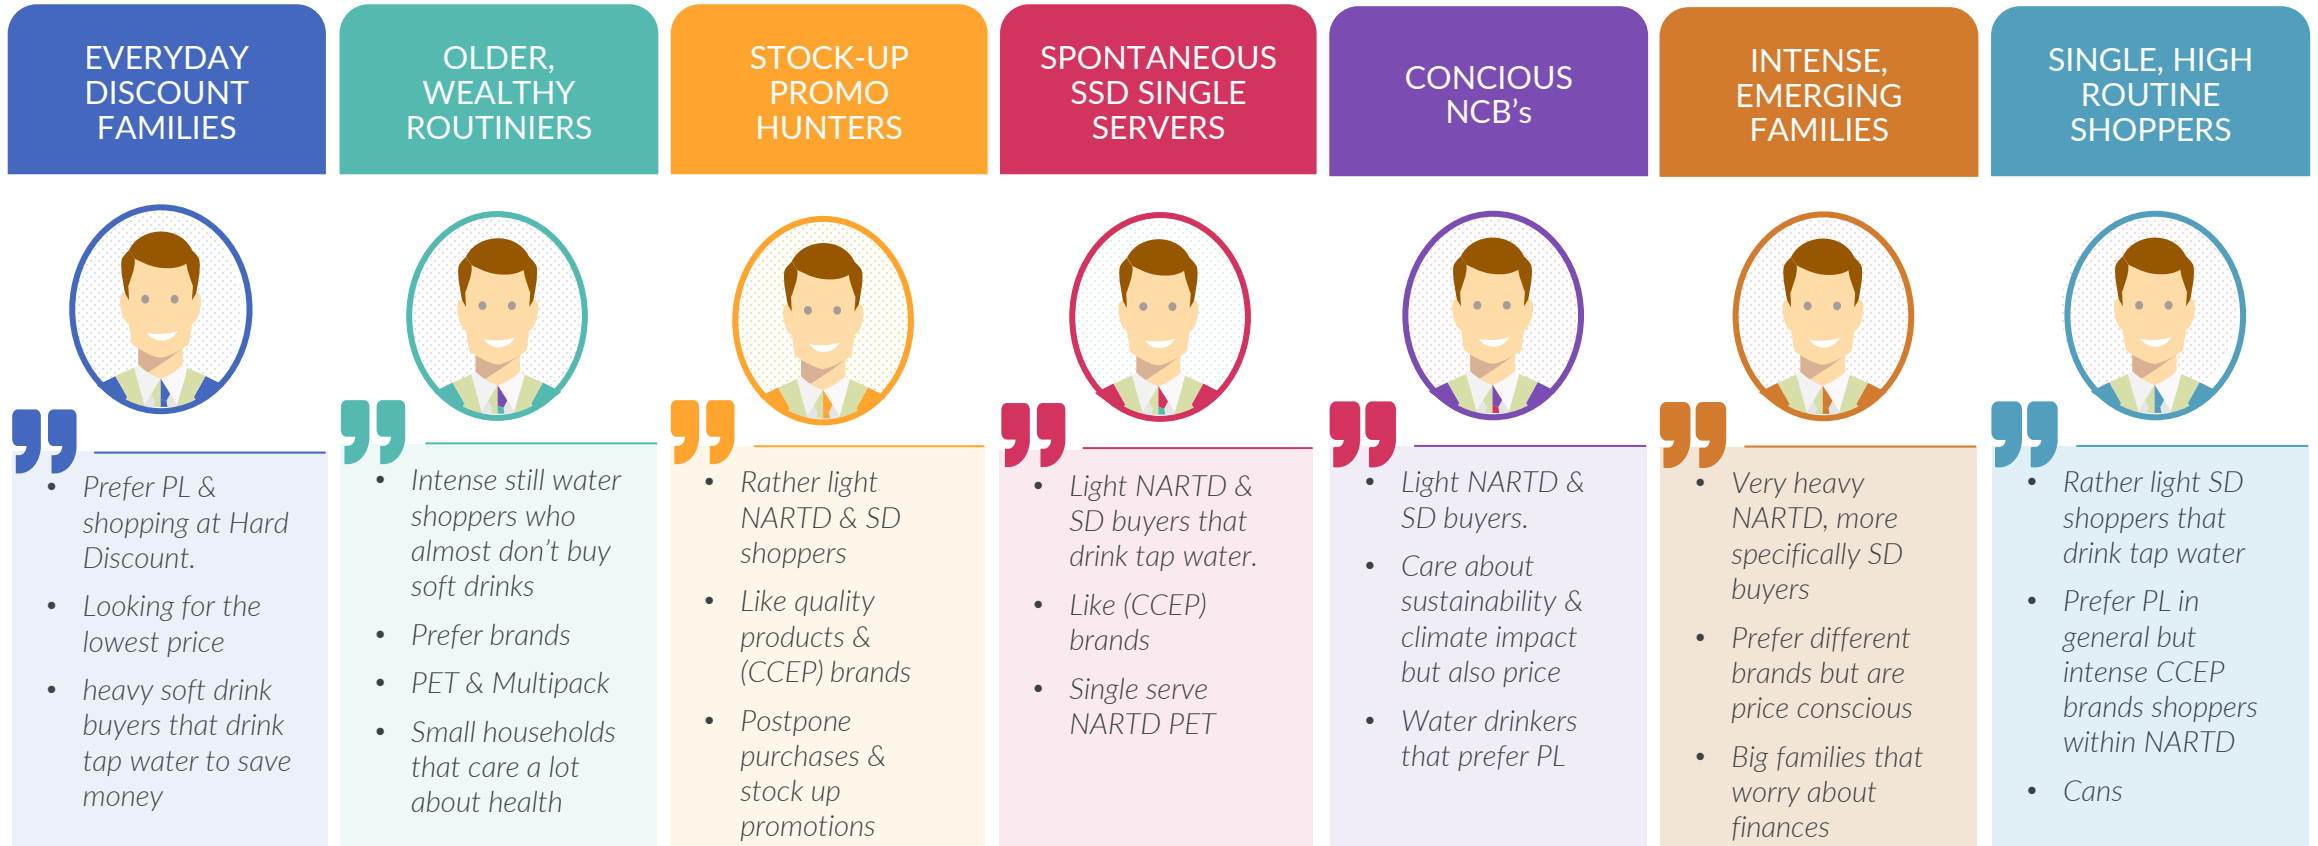 EVERYDAY
DISCOUNT
FAMILIES
OLDER,
WEALTHY
ROUTINIERS
STOCK-UP
PROMO
HUNTERS
SPONTANEOUS
SSD SINGLE
SERVERS
CONCIOUS
NCB’s
INTENSE,
EMERGING
FAMILIES
SINGLE, HIGH
ROUTINE
SHOPPERS
• Prefer PL &
shopping at Hard
Discount.
• Looking for the
lowest price
• heavy soft drink
buyers that drink
tap water to save
money
• Intense still water
shoppers who
almost don’t buy
soft drinks
• Prefer brands
• PET & Multipack
• Small households
that care a lot
about health
• Rather light
NARTD & SD
shoppers
• Like quality
products &
(CCEP) brands
• Postpone
purchases &
stock up
promotions
• Light NARTD &
SD buyers that
drink tap water.
• Like (CCEP)
brands
• Single serve
NARTD PET
• Light NARTD &
SD buyers.
• Care about
sustainability &
climate impact
but also price
• Water drinkers
that prefer PL
• Very heavy
NARTD, more
specifically SD
buyers
• Prefer different
brands but are
price conscious
• Big families that
worry about
finances
• Rather light SD
shoppers that
drink tap water
• Prefer PL in
general but
intense CCEP
brands shoppers
within NARTD
• Cans